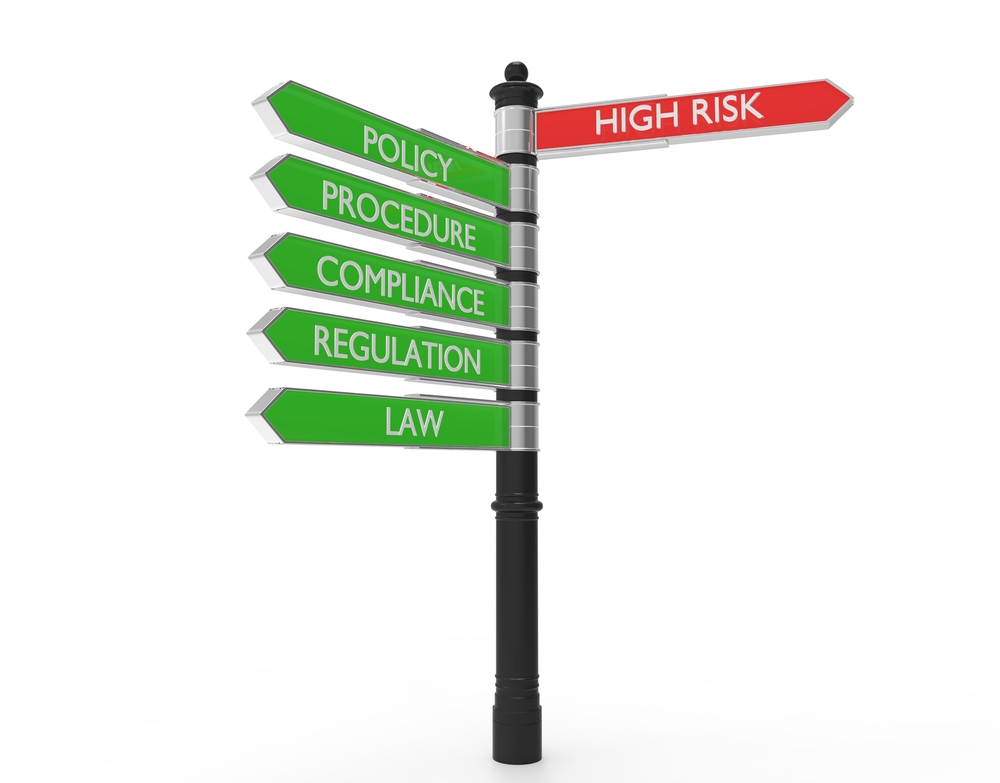 HIGH RISK
POLICY
PROCEDURE
COMPLIANCE
REGULATION
LAW